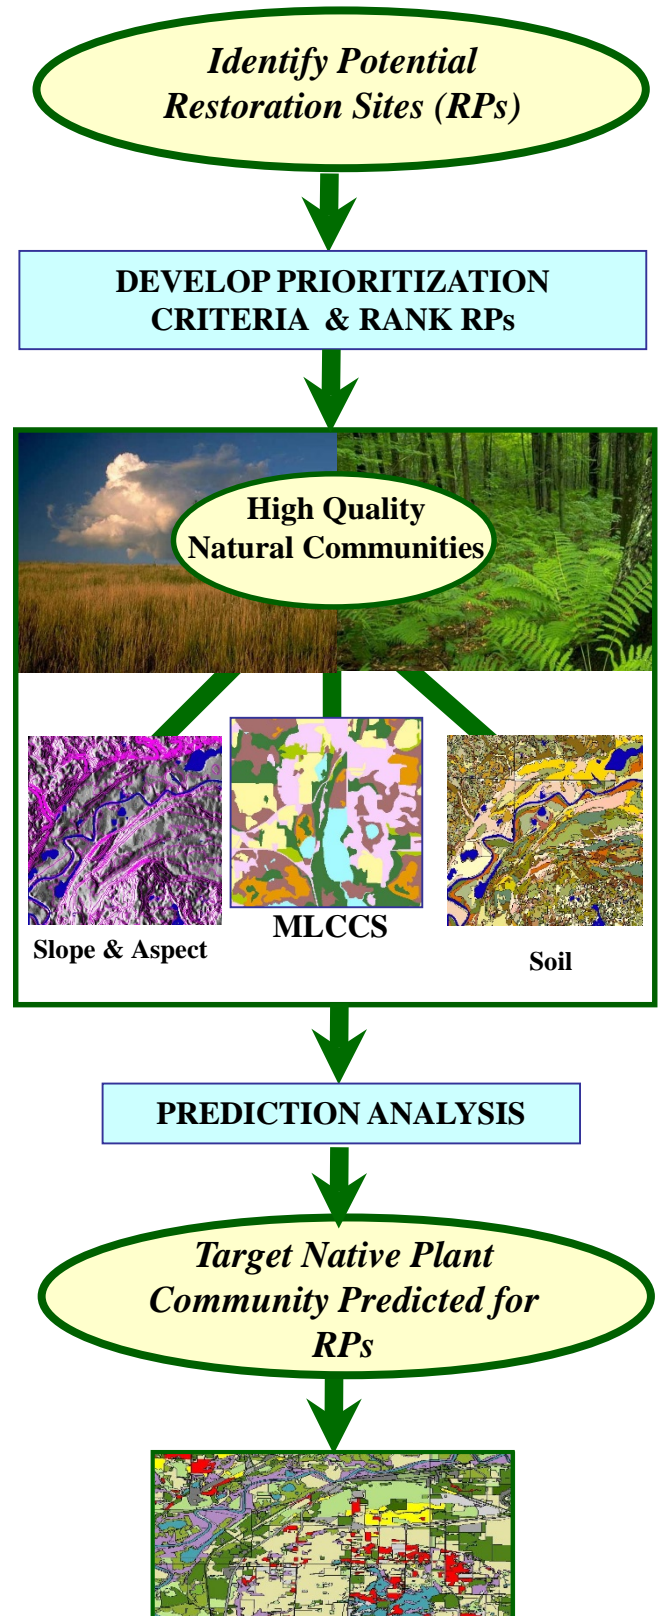 Identify Potential
Restoration Sites (RPs)
DEVELOP PRIORITIZATION
CRITERIA & RANK RPs
High Quality
Natural Communities
MLCCS
Slope & Aspect
Soil
PREDICTION ANALYSIS
Target Native Plant
Community Predicted for
RPs